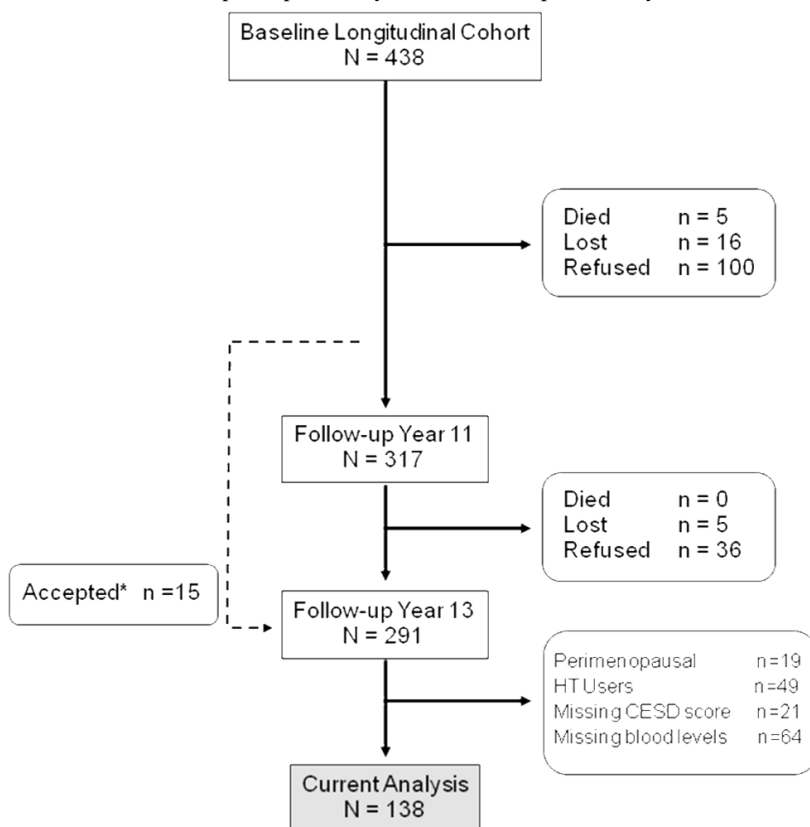 Baseline Longitudinal Cohort
N = 438
Died n = 5
Lost n = 16
Refused n = 100
Follow-up Year 11
N = 317
Died n = 0
Lost n = 5
Refused n = 36
Accepted* n =15
Follow-up Year 13
N = 291
Perimenopausal n=19
HT Users n=49
Missing CESD score n=21
Missing blood levels n=64
Current Analysis
N = 138